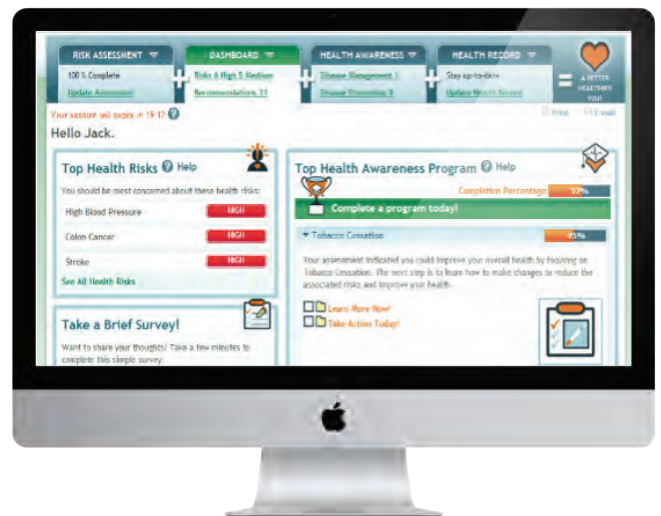 RISK ASSESSMENT
100 % Complete
Update Assessment
DASHBOARD
Risks 6 High 5 Medium
Recommendations 21
HEALTH AWARENESS
Disease Management 1
Disease Prevention
HEALTH RECORD
Stay up-to-date
Update Health Record
A BETTER
HEALTHIER
YOU!
Your session will expire in 19:12
Print Email
Hello Jack.
Top Health Risks Help
You should be most concerned about these health risks:
High Blood Pressure HIGH
Colon Cancer HIGH
Stroke HIGH
See All Health Risks
Take a Brief Survey!
Want to share your thoughts? Take a few minutes to
complete this simple survey.
Top Health Awareness Program Help
Completion Percentage
Complete a program today!
Tobacco Cessation
Your assessment indicated you could improve your overall health by focusing on
Tobacco Cessation. The next step is to learn how to make changes to reduce the
associated risks and improve your health.
Learn More Now!
Take Action Today!